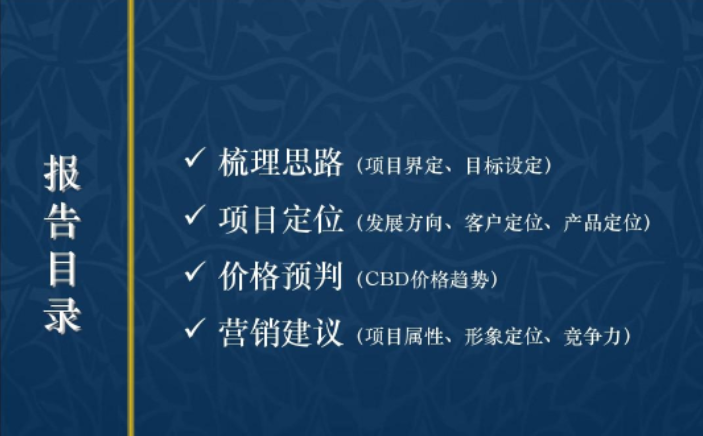 报告目录
✓ 梳理思路（项目界定、目标设定）
✓ 项目定位（发展方向、客户定位、产品定位）
✓ 价格预判（CBD价格趋势）
✓ 营销建议（项目属性、形象定位、竞争力）